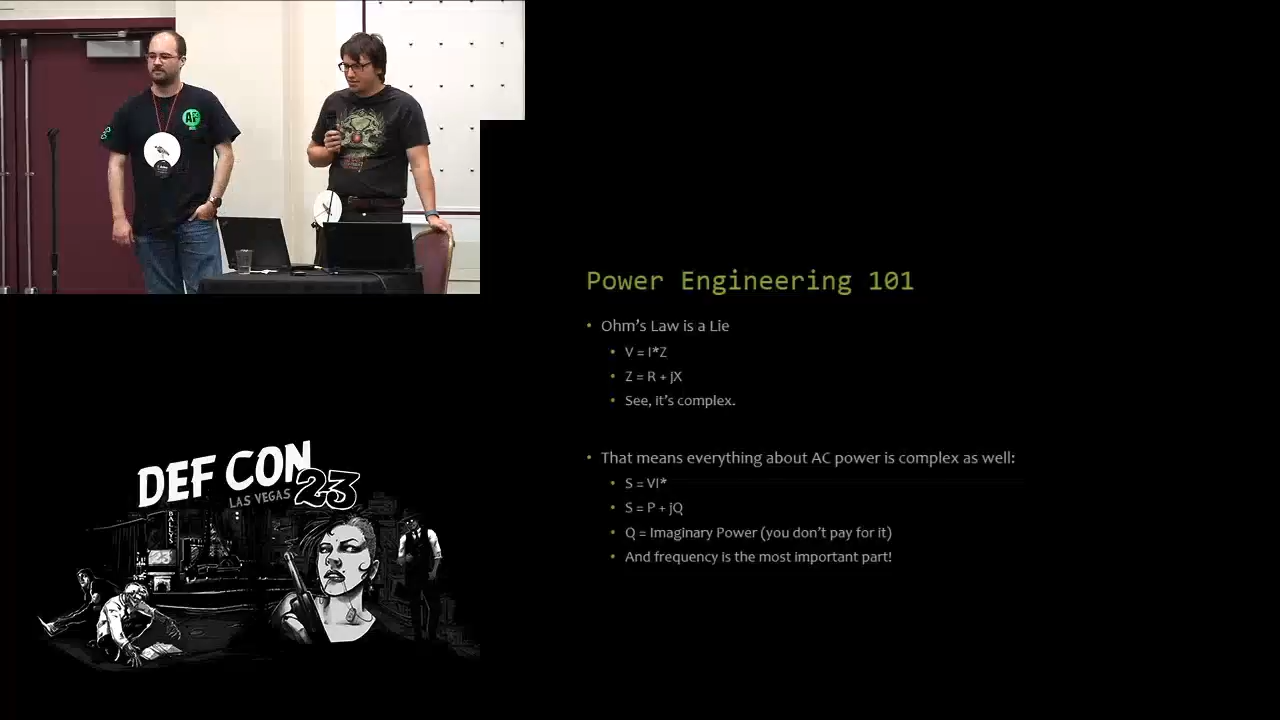 Power Engineering 101
• Ohm's Law is a Lie
• V = I*Z
• Z = R + jX
• See, it's complex.
• That means everything about AC power is complex as well:
• S = VI*
• S = P + jQ
• Q = Imaginary Power (you don't pay for it)
• And frequency is the most important part!
DEF CON
LAS VEGAS 23
BALLYS